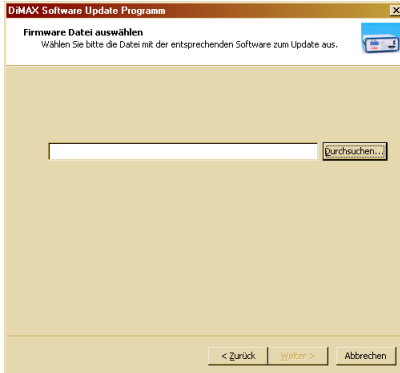 DiMAX Software Update Programm
Firmware Datei auswählen
Wählen Sie bitte die Datei mit der entsprechenden Software zum Update aus.
Durchsuchen...
< Zurück
Weiter >
Abbrechen